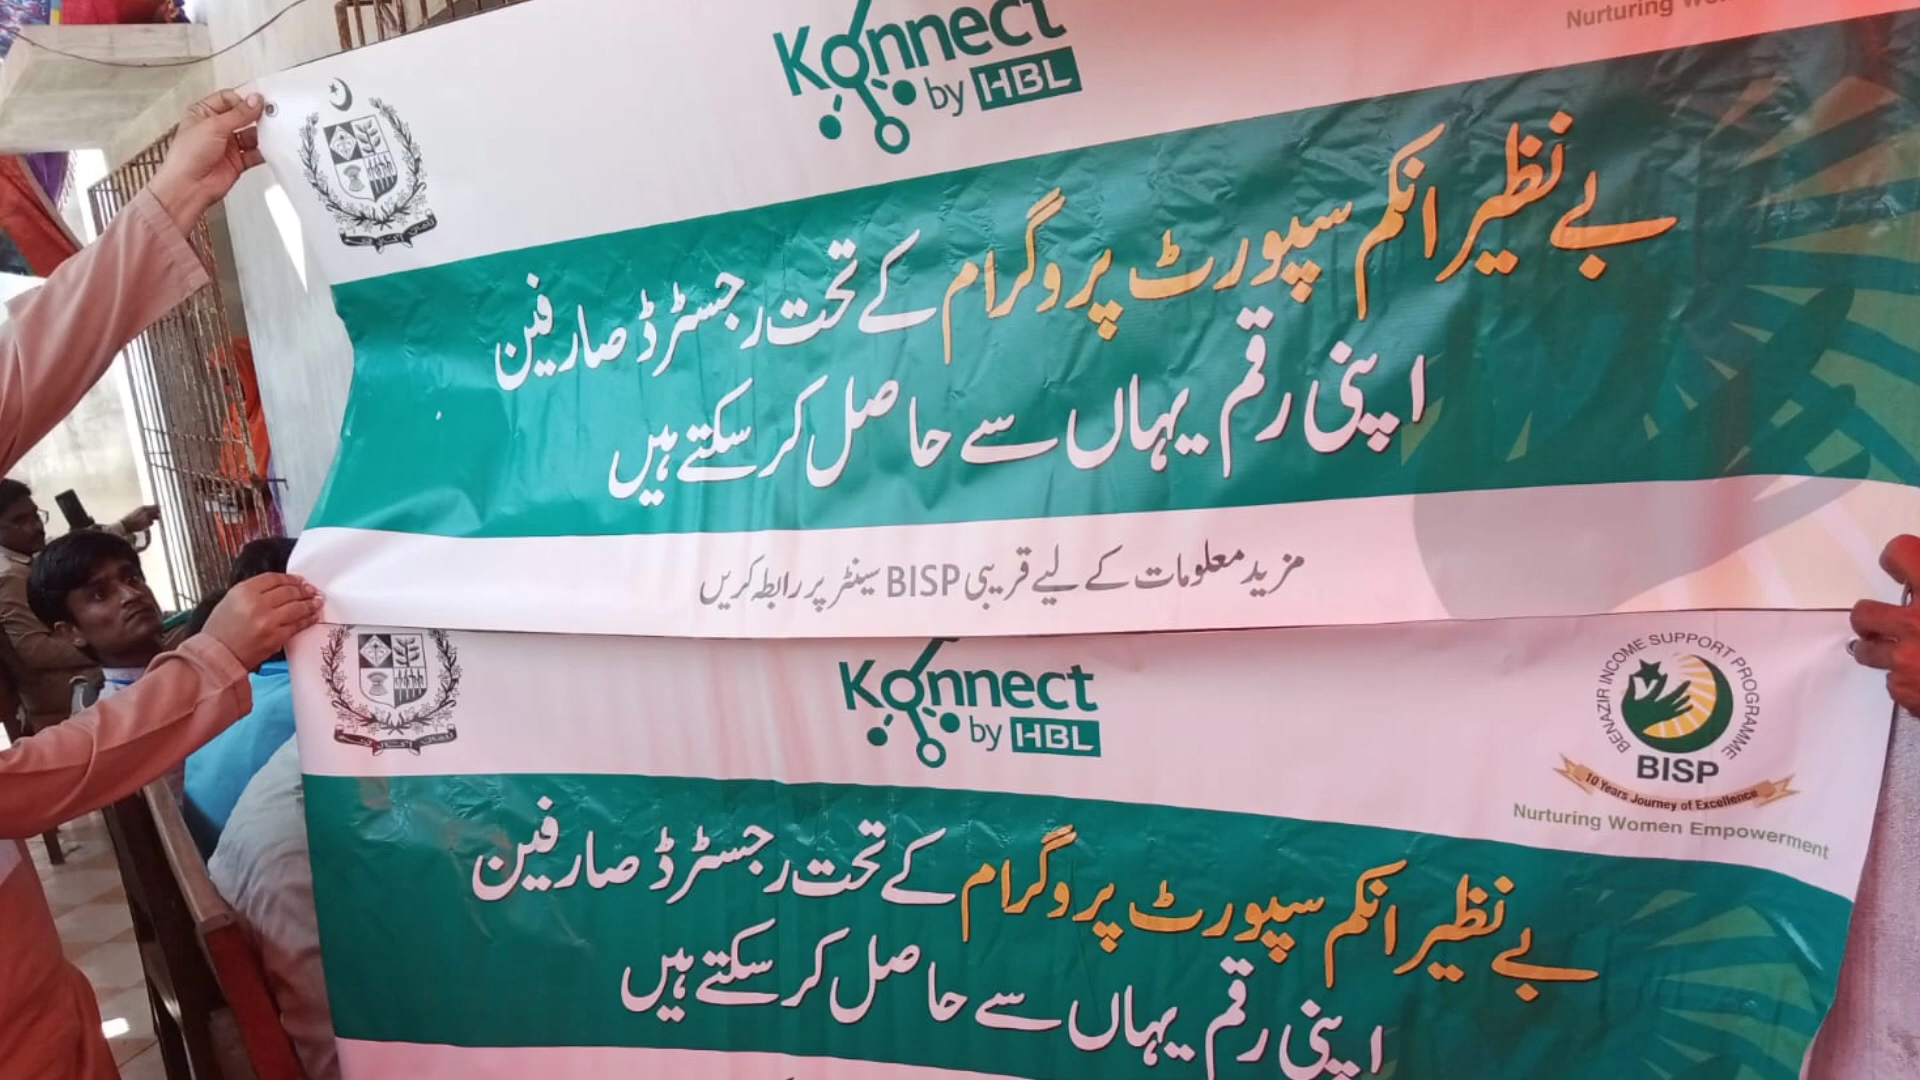 Konnect
by HBL
Nurturing
بے نظیر انکم سپورٹ پروگرام کے تحت رجسٹرڈ صارفین
اپنی رقم یہاں سے حاصل کر سکتے ہیں
مزید معلومات کے لیے قریبی BISP سینٹر پر رابطہ کریں
Konnect
by HBL
BENAZIR INCOME SUPPORT PROGRAMME
BISP
10 Years Journey of Excellence
Nurturing Women Empowerment
بے نظیر انکم سپورٹ پروگرام کے تحت رجسٹرڈ صارفین
اپنی رقم یہاں سے حاصل کر سکتے ہیں